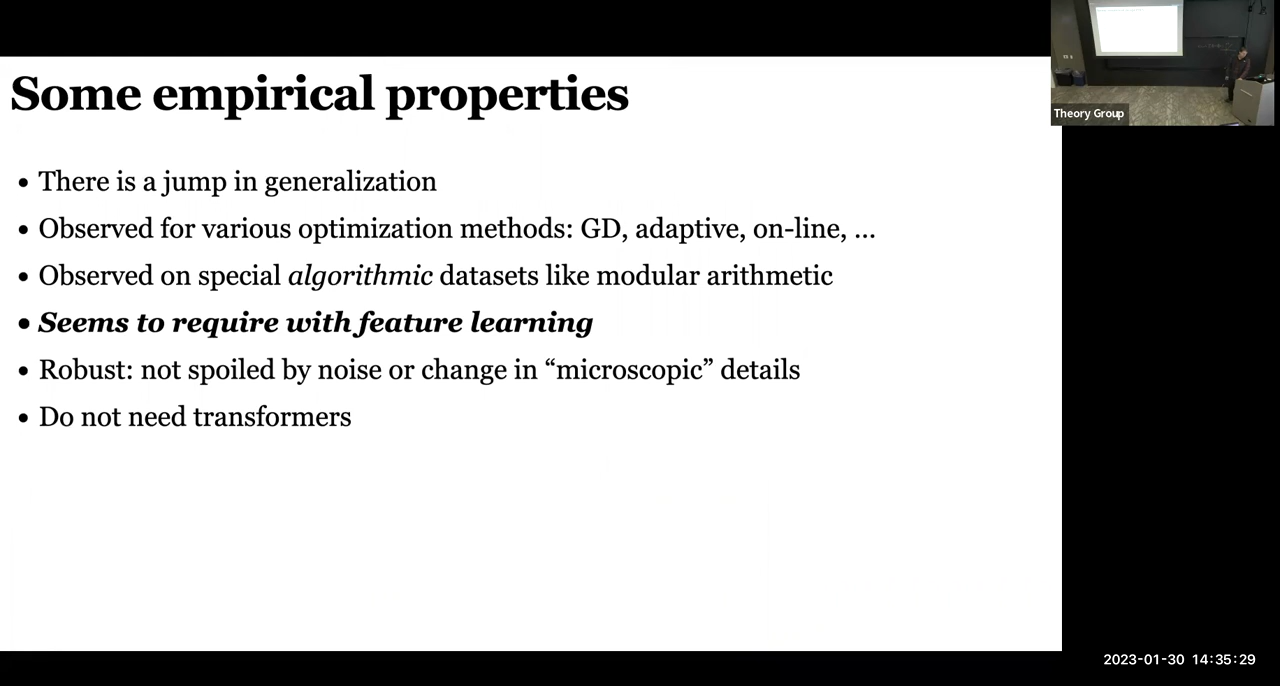 Some empirical properties
• There is a jump in generalization
• Observed for various optimization methods: GD, adaptive, on-line, ...
• Observed on special algorithmic datasets like modular arithmetic
• Seems to require with feature learning
• Robust: not spoiled by noise or change in “microscopic” details
• Do not need transformers
Theory Group
2023-01-30 14:35:29